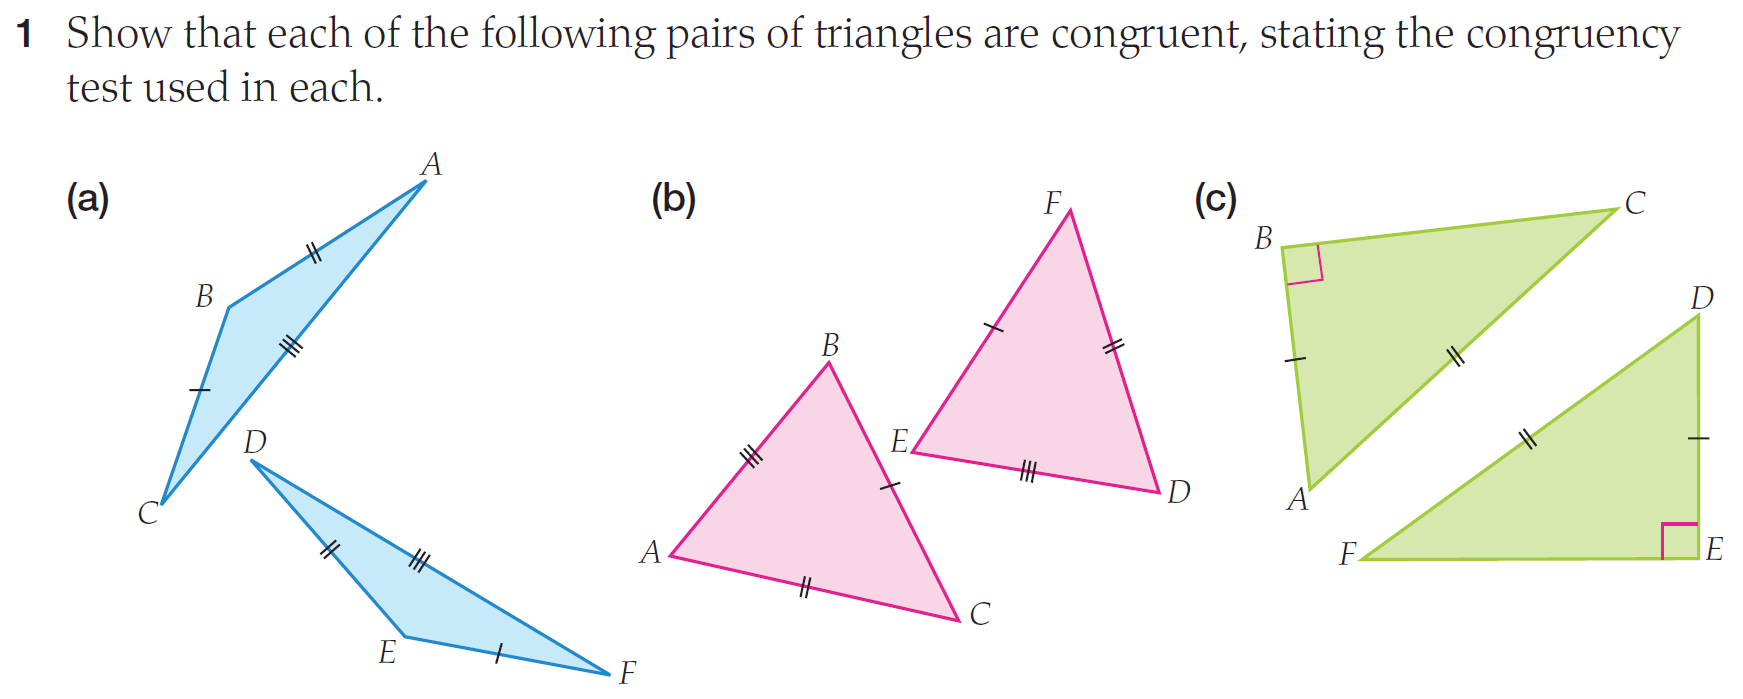 1 Show that each of the following pairs of triangles are congruent, stating the congruency
test used in each.
(a)
A
B
C
D
E
F
(b)
F
B
E
D
A
C
(c)
C
B
D
A
F
E